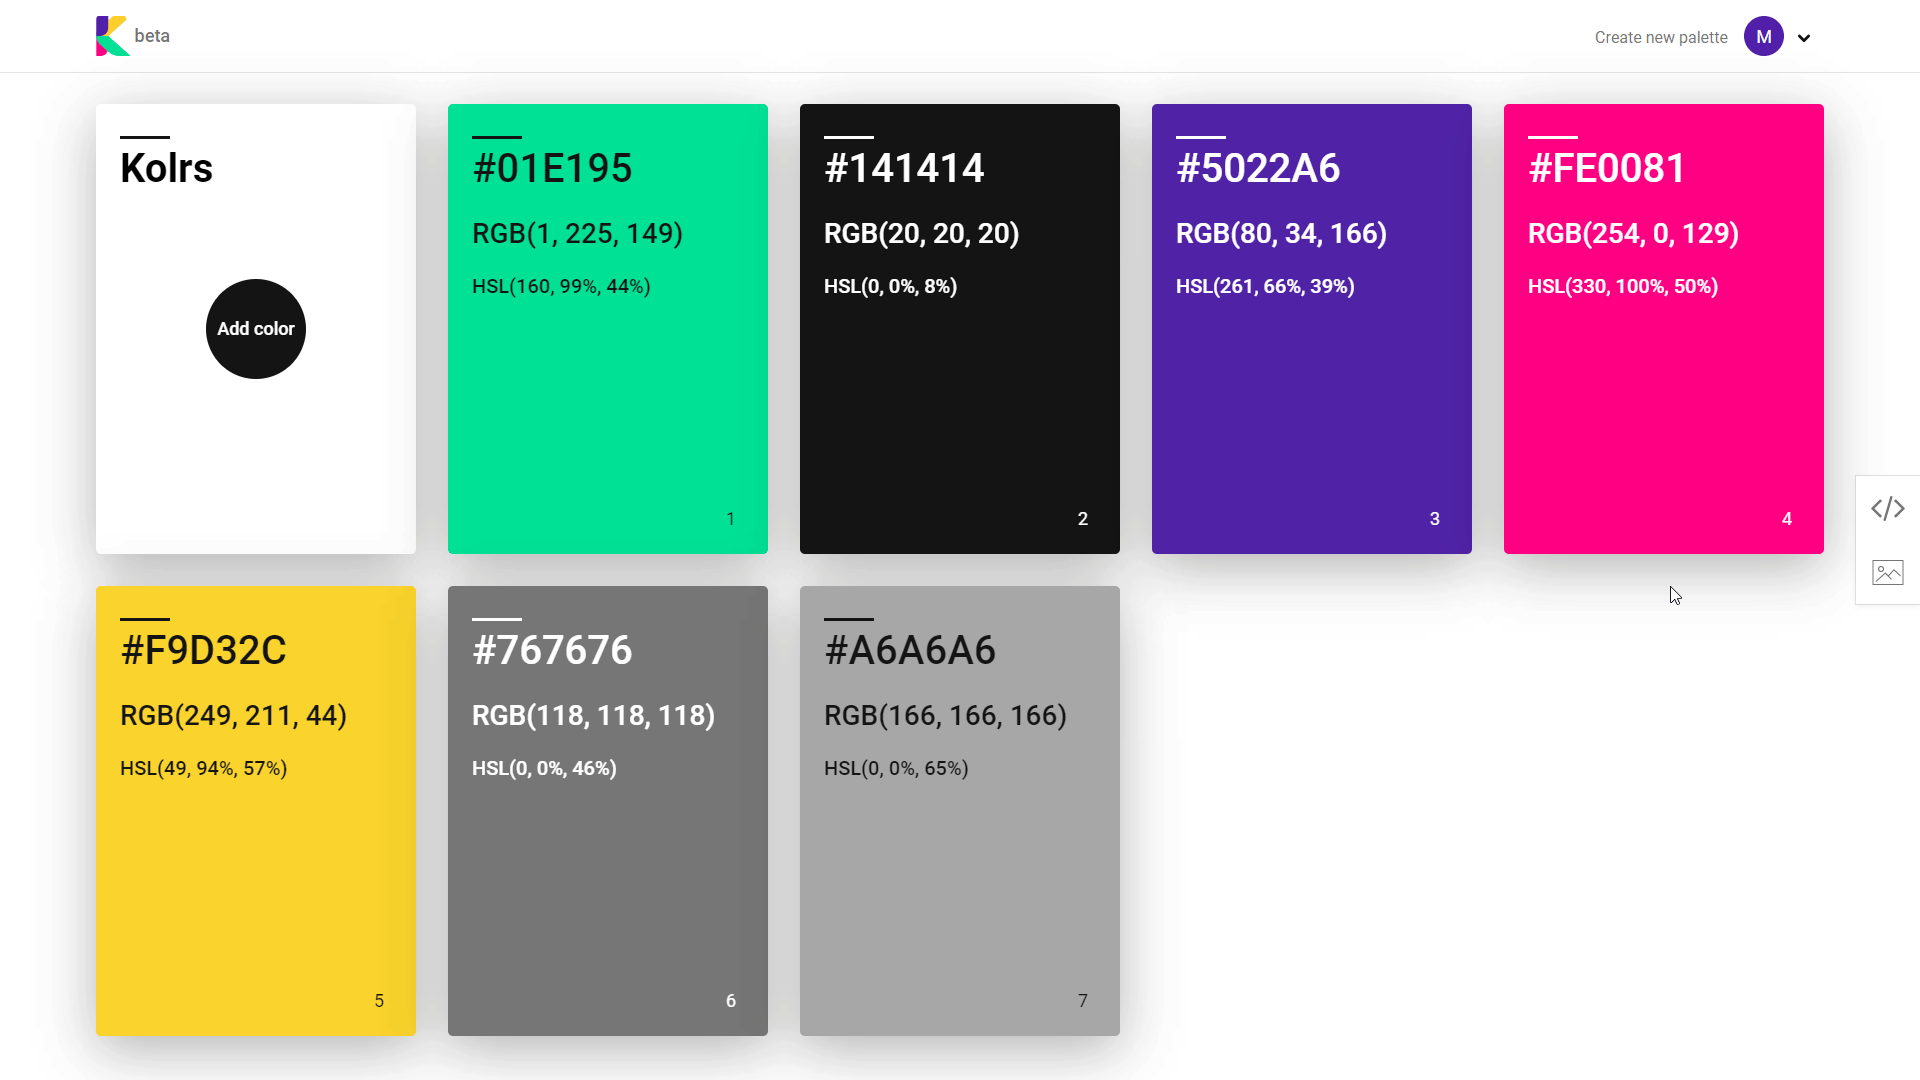 beta
Create new palette
M
Kolrs
Add color
#01E195
RGB(1, 225, 149)
HSL(160, 99%, 44%)
1
#141414
RGB(20, 20, 20)
HSL(0, 0%, 8%)
2
#5022A6
RGB(80, 34, 166)
HSL(261, 66%, 39%)
3
#FE0081
RGB(254, 0, 129)
HSL(330, 100%, 50%)
4
</>
#F9D32C
RGB(249, 211, 44)
HSL(49, 94%, 57%)
5
#767676
RGB(118, 118, 118)
HSL(0, 0%, 46%)
6
#A6A6A6
RGB(166, 166, 166)
HSL(0, 0%, 65%)
7